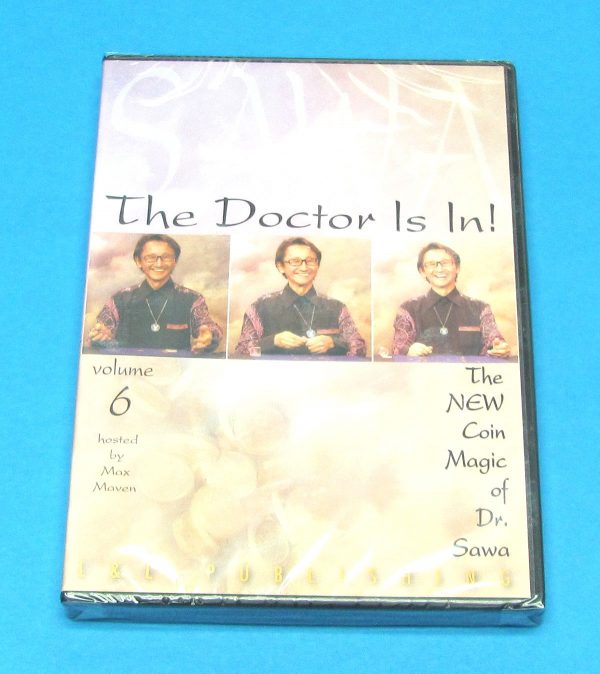 SAWA
The Doctor Is In!
volume
6
hosted
by
Max
Maven
The
NEW
Coin
Magic
of
Dr.
Sawa
L&L PUBLISHING